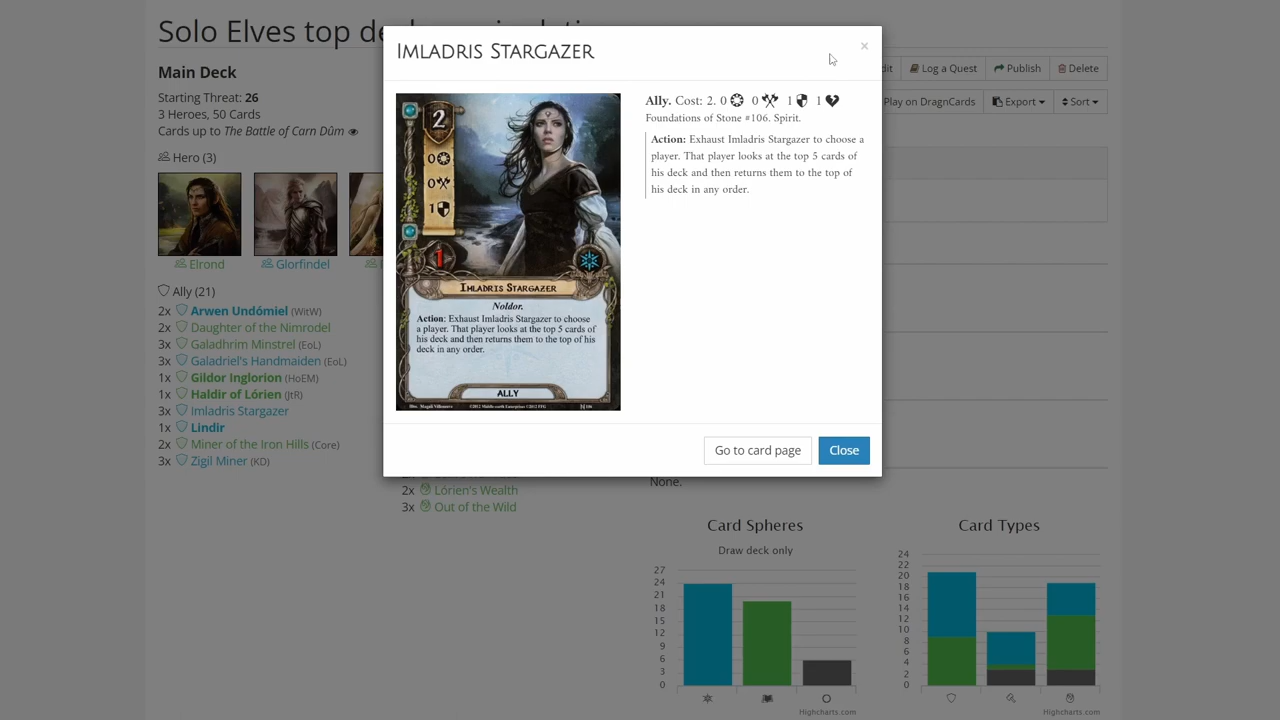 Solo Elves top de
Main Deck
Starting Threat: 26
3 Heroes, 50 Cards
Cards up to The Battle of Carn Dûm
Hero (3)
Elrond
Glorfindel
Ally (21)
2x Arwen Undómiel (WitW)
2x Daughter of the Nimrodel
3x Galadhrim Minstrel (EoL)
3x Galadriel's Handmaiden (EoL)
1x Gildor Inglorion (HoEM)
1x Haldir of Lórien (JtR)
3x Imladris Stargazer
1x Lindir
2x Miner of the Iron Hills (Core)
3x Zigil Miner (KD)
2x Lórien's Wealth
3x Out of the Wild
IMLADRIS STARGAZER
×
2
0
0
1
1
IMLADRIS STARGAZER
Noldor.
Action: Exhaust Imladris Stargazer to choose
a player. That player looks at the top 5 cards of
his deck and then returns them to the top of his
deck in any order.
ALLY
Ally. Cost: 2. 0 0 1 1
Foundations of Stone #106. Spirit.
Action: Exhaust Imladris Stargazer to choose a
player. That player looks at the top 5 cards of
his deck and then returns them to the top of
his deck in any order.
Go to card page
Close
dit
Log a Quest
Publish
Delete
Play on DragnCards
Export
Sort
None.
Card Spheres
Draw deck only
27
24
21
18
15
12
9
6
3
0
Highcharts.com
Card Types
24
22
20
18
16
14
12
10
8
6
4
2
0
Highcharts.com